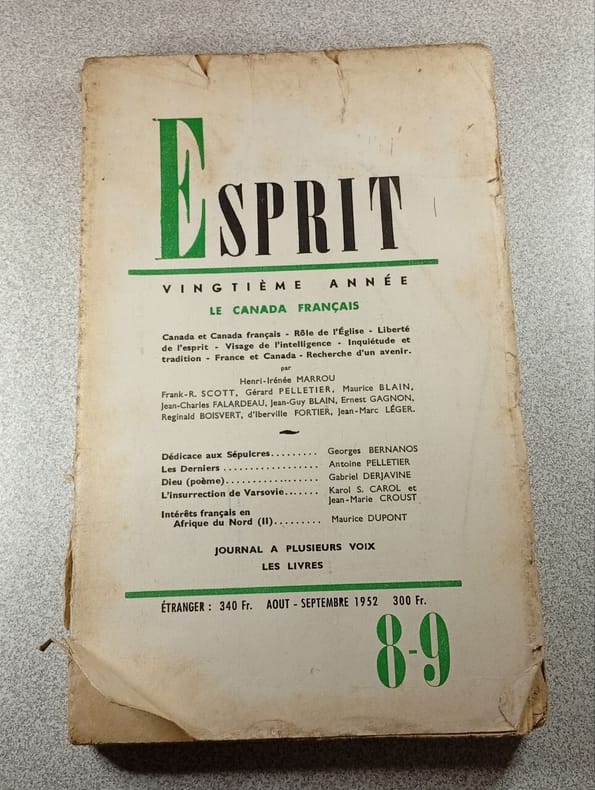 ESPRIT
VINGTIÈME ANNÉE
LE CANADA FRANÇAIS
Canada et Canada français - Rôle de l'Église - Liberté
de l'esprit - Visage de l'intelligence - Inquiétude et
tradition - France et Canada - Recherche d'un avenir.
par
Henri-Irénée MARROU
Frank-R. SCOTT, Gérard PELLETIER, Maurice BLAIN,
Jean-Charles FALARDEAU, Jean-Guy BLAIN, Ernest GAGNON,
Reginald BOISVERT, d'Iberville FORTIER, Jean-Marc LÉGER.
Dédicace aux Sépulcres......... Georges BERNANOS
Les Derniers .................. Antoine PELLETIER
Dieu (poème).................. Gabriel DERJAVINE
L'insurrection de Varsovie...... Karol S. CAROL et
Jean-Marie CROUST
Intérêts français en
Afrique du Nord (II)......... Maurice DUPONT
JOURNAL A PLUSIEURS VOIX
LES LIVRES
ÉTRANGER : 340 Fr. AOUT - SEPTEMBRE 1952 300 Fr.
8-9